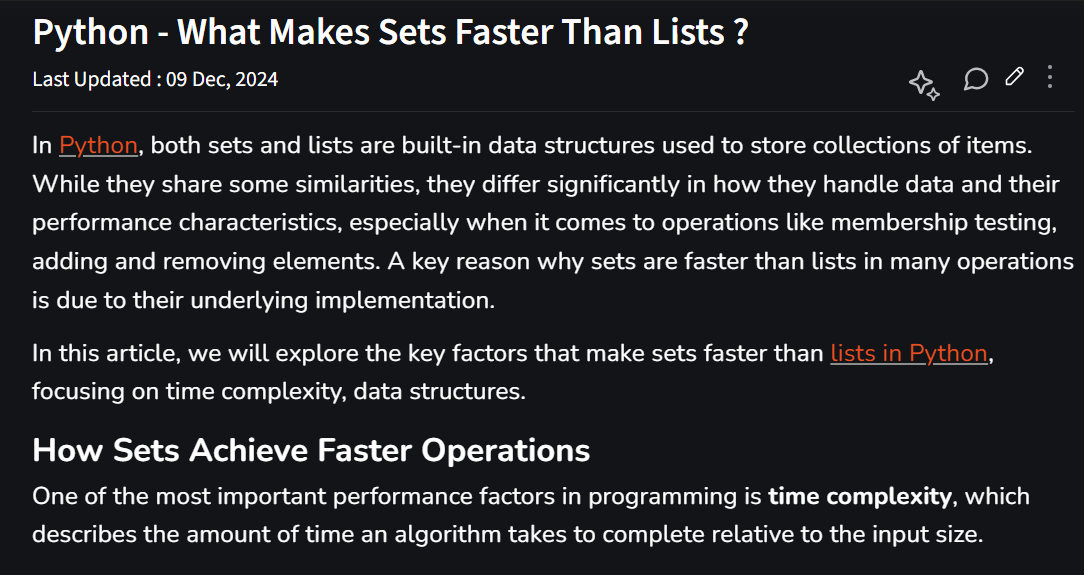 Python - What Makes Sets Faster Than Lists ?
Last Updated : 09 Dec, 2024
In Python, both sets and lists are built-in data structures used to store collections of items.
While they share some similarities, they differ significantly in how they handle data and their
performance characteristics, especially when it comes to operations like membership testing,
adding and removing elements. A key reason why sets are faster than lists in many operations
is due to their underlying implementation.
In this article, we will explore the key factors that make sets faster than lists in Python,
focusing on time complexity, data structures.
How Sets Achieve Faster Operations
One of the most important performance factors in programming is time complexity, which
describes the amount of time an algorithm takes to complete relative to the input size.